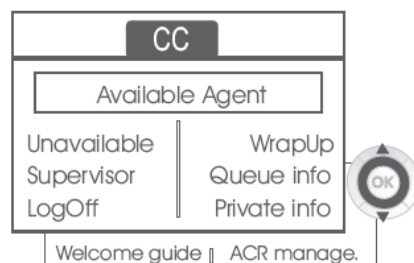 CC
Available Agent
Unavailable WrapUp
Supervisor Queue info
LogOff Private info
OK
Welcome guide ACR manage.